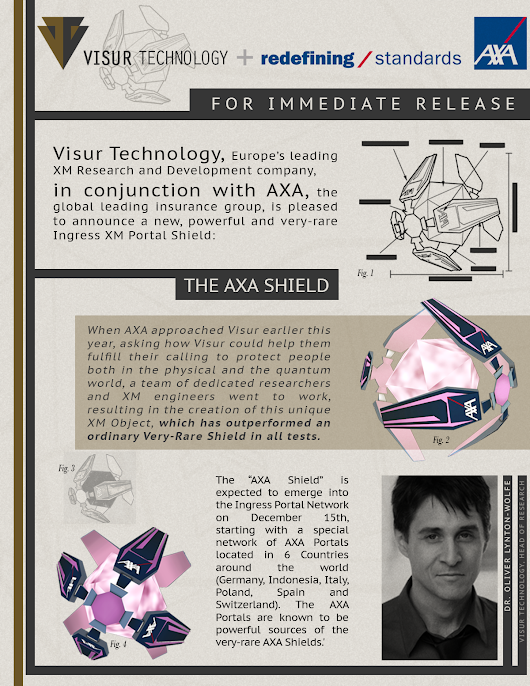 VISUR TECHNOLOGY + redefining / standards AXA
FOR IMMEDIATE RELEASE
Visur Technology, Europe's leading
XM Research and Development company,
in conjunction with AXA, the
global leading insurance group, is pleased
to announce a new, powerful and very-rare
Ingress XM Portal Shield:
Fig. 1
THE AXA SHIELD
When AXA approached Visur earlier this
year, asking how Visur could help them
fulfill their calling to protect people
both in the physical and the quantum
world, a team of dedicated researchers
and XM engineers went to work,
resulting in the creation of this unique
XM Object, which has outperformed an
ordinary Very-Rare Shield in all tests.
AXA
AXA
Fig. 2
Fig. 3
The "AXA Shield" is
expected to emerge into
the Ingress Portal Network
on December 15th,
starting with a special
network of AXA Portals
located in 6 Countries
around the world
(Germany, Indonesia, Italy,
Poland, Spain and
Switzerland). The AXA
Portals are known to be
powerful sources of the
very-rare AXA Shields.'
AXA
AXA
Fig. 4
DR. OLIVER LYNTON-WOLFE
VISUR TECHNOLOGY, HEAD OF RESEARCH